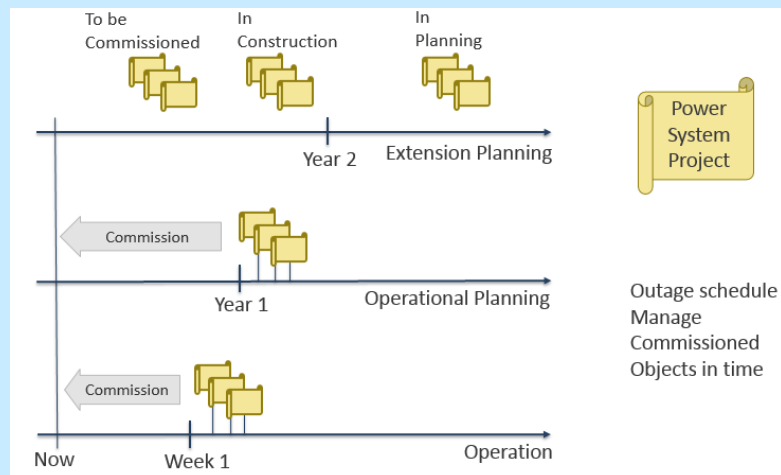 To be
Commissioned
In
Construction
In
Planning
Year 2
Extension Planning
Power
System
Project
Commission
Year 1
Operational Planning
Outage schedule
Manage
Commissioned
Objects in time
Commission
Now
Week 1
Operation